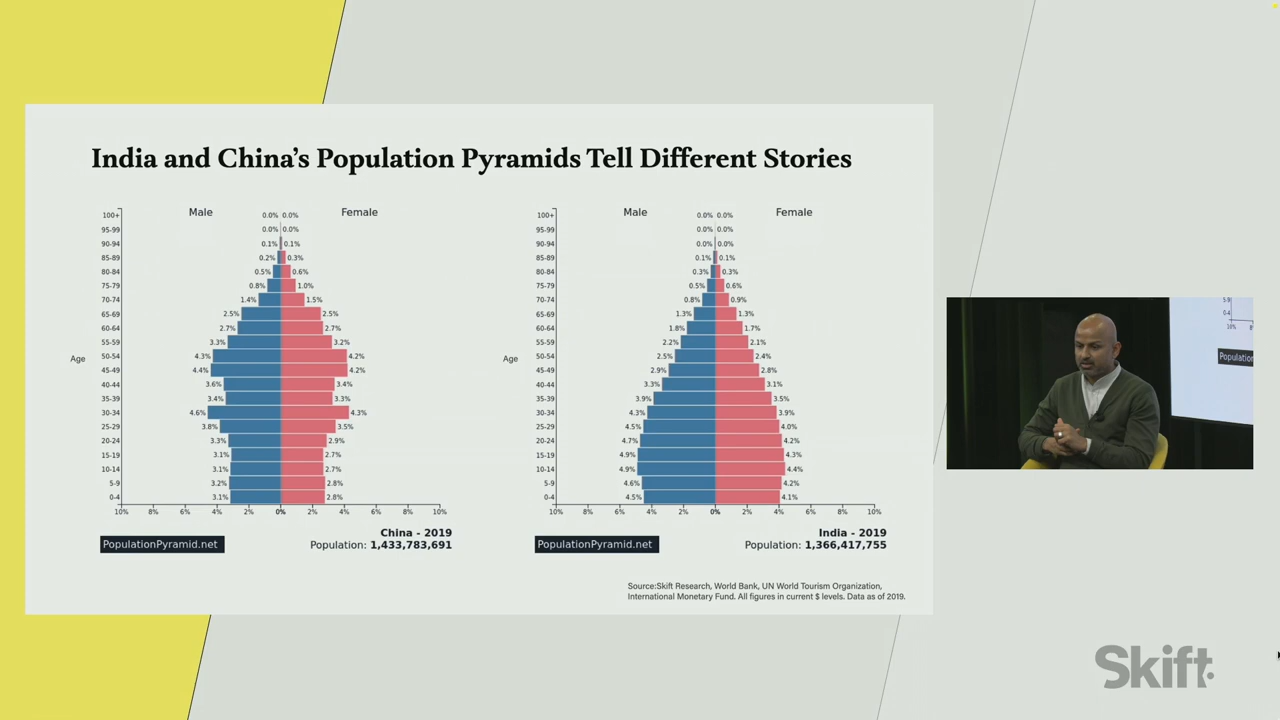 India and China's Population Pyramids Tell Different Stories
Male Female
100+ 0.0% 0.0%
95-99 0.0% 0.0%
90-94 0.1% 0.1%
85-89 0.2% 0.3%
80-84 0.5% 0.6%
75-79 0.8% 1.0%
70-74 1.4% 1.5%
65-69 2.5% 2.5%
60-64 2.7% 2.7%
55-59 3.3% 3.2%
Age 50-54 4.3% 4.2%
45-49 4.4% 4.2%
40-44 3.6% 3.4%
35-39 3.4% 3.3%
30-34 4.6% 4.3%
25-29 3.8% 3.5%
20-24 3.3% 2.9%
15-19 3.1% 2.7%
10-14 3.1% 2.7%
5-9 3.2% 2.8%
0-4 3.1% 2.8%
10% 8% 6% 4% 2% 0% 2% 4% 6% 8% 10%
China - 2019
PopulationPyramid.net Population: 1,433,783,691
Male Female
100+ 0.0% 0.0%
95-99 0.0% 0.0%
90-94 0.0% 0.0%
85-89 0.1% 0.1%
80-84 0.3% 0.3%
75-79 0.5% 0.6%
70-74 0.8% 0.9%
65-69 1.3% 1.3%
60-64 1.8% 1.7%
55-59 2.2% 2.1%
Age 50-54 2.5% 2.4%
45-49 2.9% 2.8%
40-44 3.3% 3.1%
35-39 3.9% 3.5%
30-34 4.3% 3.9%
25-29 4.5% 4.0%
20-24 4.7% 4.2%
15-19 4.9% 4.3%
10-14 4.9% 4.4%
5-9 4.6% 4.2%
0-4 4.5% 4.1%
10% 8% 6% 4% 2% 0% 2% 4% 6% 8% 10%
India - 2019
PopulationPyramid.net Population: 1,366,417,755
Source:Skift Research, World Bank, UN World Tourism Organization,
International Monetary Fund. All figures in current $ levels. Data as of 2019.
10% 8%
Population
Skift.